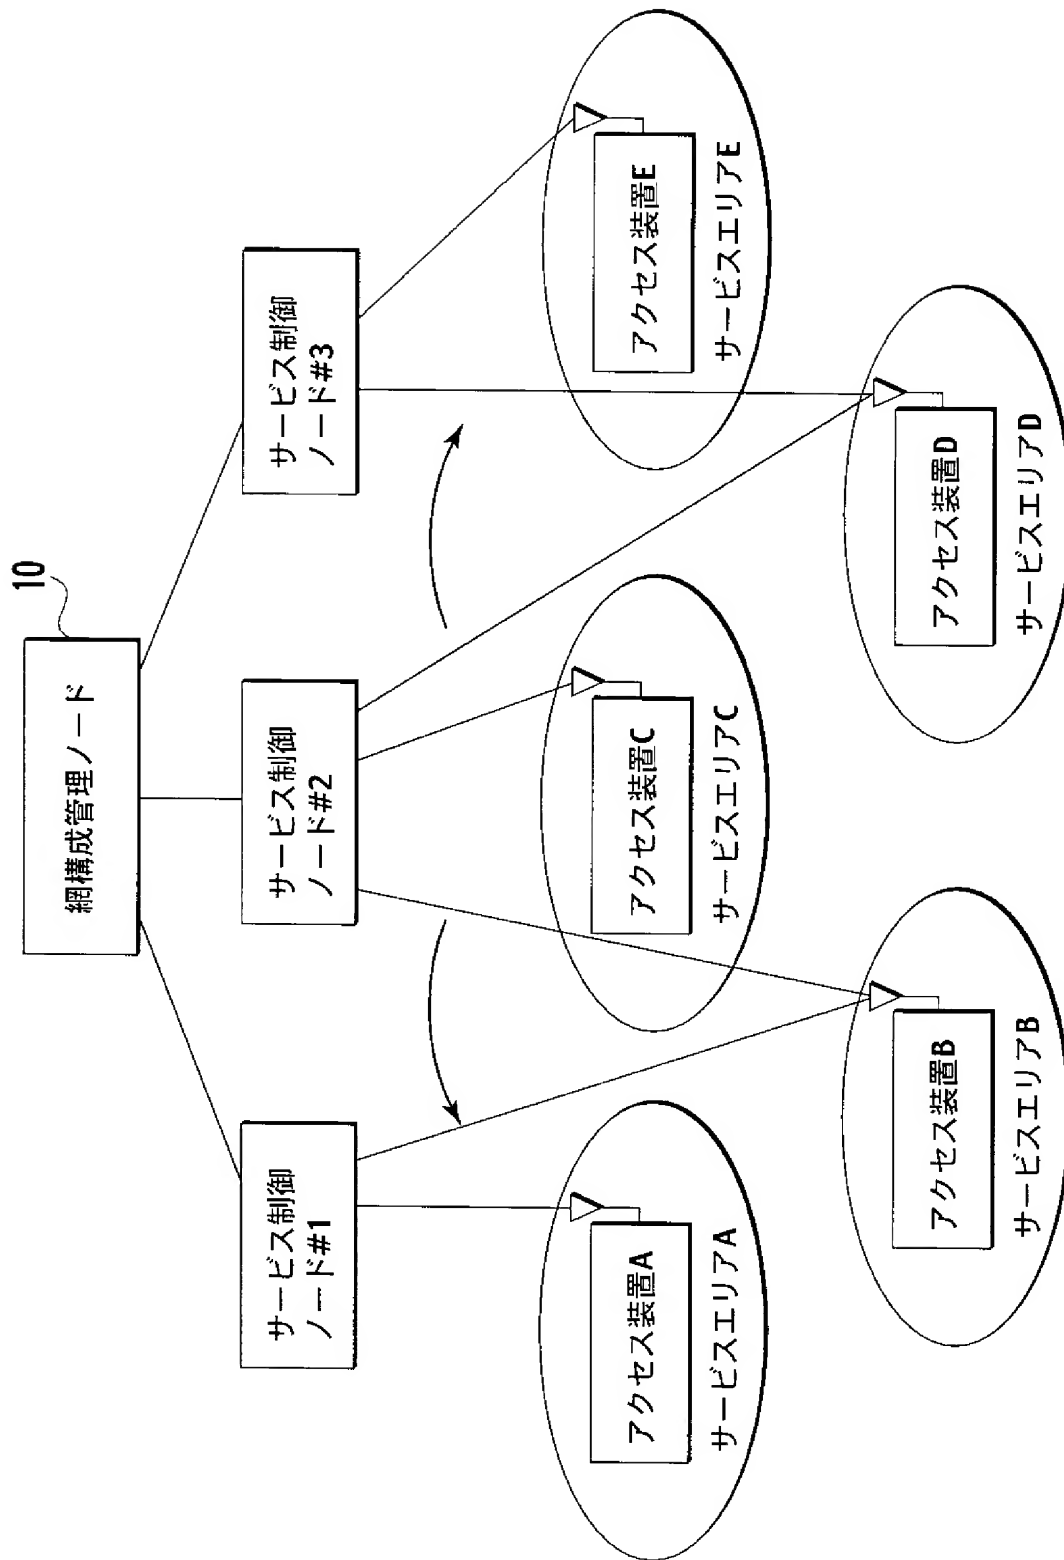 10
網構成管理ノード
サービス制御
ノード#1
サービス制御
ノード#2
サービス制御
ノード#3
アクセス装置A
サービスエリアA
アクセス装置C
サービスエリアC
アクセス装置E
サービスエリアE
アクセス装置B
サービスエリアB
アクセス装置D
サービスエリアD